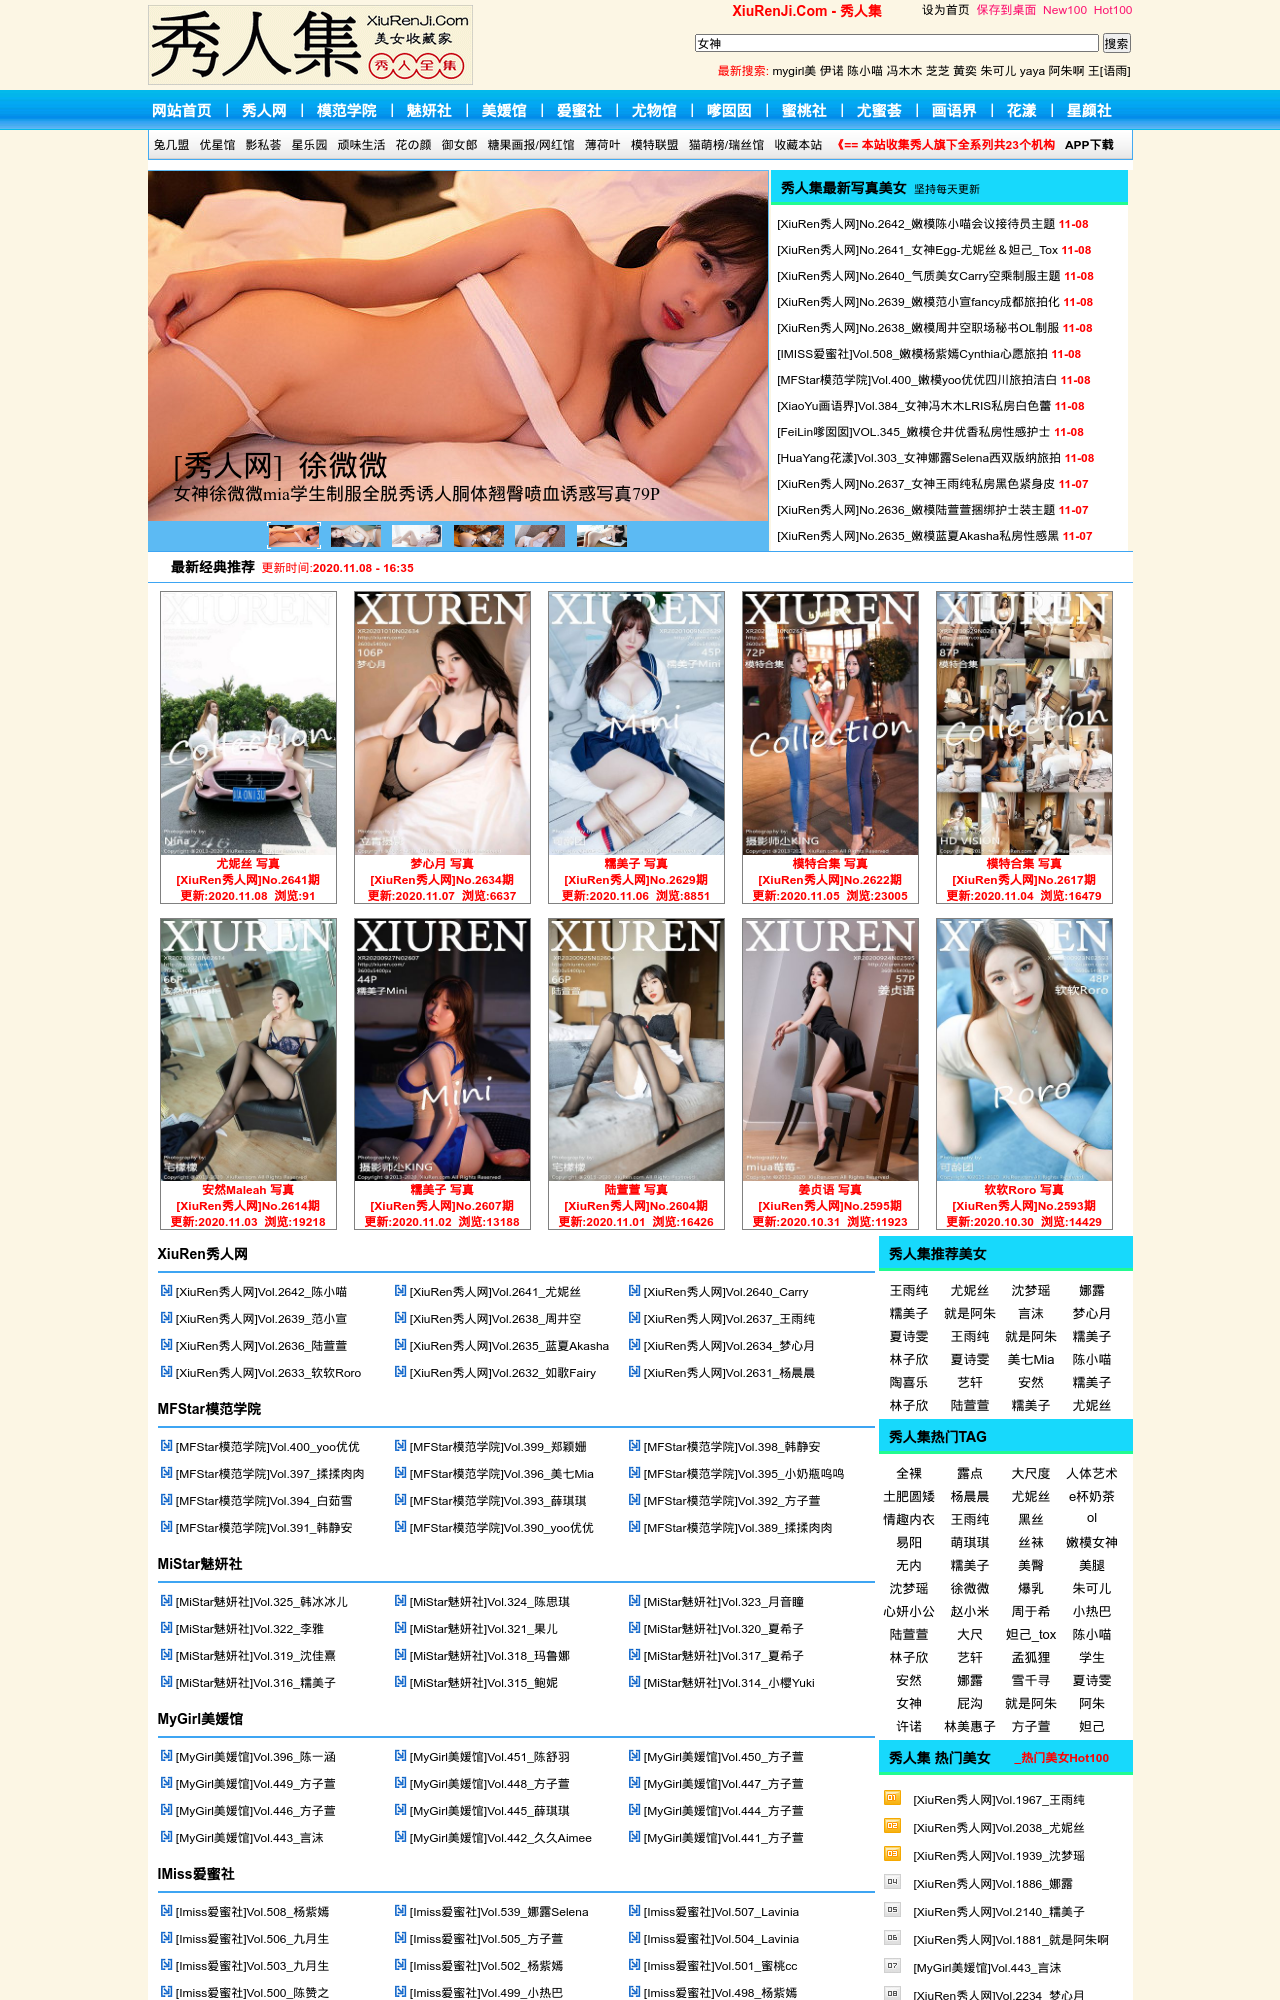 秀人集 XiuRenJi.Com
美女收藏家
秀人全集
XiuRenJi.Com - 秀人集
设为首页 保存到桌面 New100 Hot100
女神 搜索
最新搜索: mygirl美 伊诺 陈小喵 冯木木 芝芝 黄奕 朱可儿 yaya 阿朱啊 王[语雨]
网站首页 | 秀人网 | 模范学院 | 魅妍社 | 美媛馆 | 爱蜜社 | 尤物馆 | 嗲囡囡 | 蜜桃社 | 尤蜜荟 | 画语界 | 花漾 | 星颜社
兔几盟 优星馆 影私荟 星乐园 顽味生活 花の颜 御女郎 糖果画报/网红馆 薄荷叶 模特联盟 猫萌榜/瑞丝馆 收藏本站 《== 本站收集秀人旗下全系列共23个机构 APP下载
[秀人网] 徐微微
女神徐微微mia学生制服全脱秀诱人胴体翘臀喷血诱惑写真79P
秀人集最新写真美女 坚持每天更新
[XiuRen秀人网]No.2642_嫩模陈小喵会议接待员主题 11-08
[XiuRen秀人网]No.2641_女神Egg-尤妮丝＆妲己_Tox 11-08
[XiuRen秀人网]No.2640_气质美女Carry空乘制服主题 11-08
[XiuRen秀人网]No.2639_嫩模范小宣fancy成都旅拍化 11-08
[XiuRen秀人网]No.2638_嫩模周井空职场秘书OL制服 11-08
[IMISS爱蜜社]Vol.508_嫩模杨紫嫣Cynthia心愿旅拍 11-08
[MFStar模范学院]Vol.400_嫩模yoo优优四川旅拍洁白 11-08
[XiaoYu画语界]Vol.384_女神冯木木LRIS私房白色蕾 11-08
[FeiLin嗲囡囡]VOL.345_嫩模仓井优香私房性感护士 11-08
[HuaYang花漾]Vol.303_女神娜露Selena西双版纳旅拍 11-08
[XiuRen秀人网]No.2637_女神王雨纯私房黑色紧身皮 11-07
[XiuRen秀人网]No.2636_嫩模陆萱萱捆绑护士装主题 11-07
[XiuRen秀人网]No.2635_嫩模蓝夏Akasha私房性感黑 11-07
最新经典推荐 更新时间:2020.11.08 - 16:35
尤妮丝 写真
[XiuRen秀人网]No.2641期
更新:2020.11.08 浏览:91
梦心月 写真
[XiuRen秀人网]No.2634期
更新:2020.11.07 浏览:6637
糯美子 写真
[XiuRen秀人网]No.2629期
更新:2020.11.06 浏览:8851
模特合集 写真
[XiuRen秀人网]No.2622期
更新:2020.11.05 浏览:23005
模特合集 写真
[XiuRen秀人网]No.2617期
更新:2020.11.04 浏览:16479
安然Maleah 写真
[XiuRen秀人网]No.2614期
更新:2020.11.03 浏览:19218
糯美子 写真
[XiuRen秀人网]No.2607期
更新:2020.11.02 浏览:13188
陆萱萱 写真
[XiuRen秀人网]No.2604期
更新:2020.11.01 浏览:16426
姜贞语 写真
[XiuRen秀人网]No.2595期
更新:2020.10.31 浏览:11923
软软Roro 写真
[XiuRen秀人网]No.2593期
更新:2020.10.30 浏览:14429
XiuRen秀人网
[XiuRen秀人网]Vol.2642_陈小喵 [XiuRen秀人网]Vol.2641_尤妮丝 [XiuRen秀人网]Vol.2640_Carry
[XiuRen秀人网]Vol.2639_范小宣 [XiuRen秀人网]Vol.2638_周井空 [XiuRen秀人网]Vol.2637_王雨纯
[XiuRen秀人网]Vol.2636_陆萱萱 [XiuRen秀人网]Vol.2635_蓝夏Akasha [XiuRen秀人网]Vol.2634_梦心月
[XiuRen秀人网]Vol.2633_软软Roro [XiuRen秀人网]Vol.2632_如歌Fairy [XiuRen秀人网]Vol.2631_杨晨晨
MFStar模范学院
[MFStar模范学院]Vol.400_yoo优优 [MFStar模范学院]Vol.399_郑颖姗 [MFStar模范学院]Vol.398_韩静安
[MFStar模范学院]Vol.397_揉揉肉肉 [MFStar模范学院]Vol.396_美七Mia [MFStar模范学院]Vol.395_小奶瓶呜呜
[MFStar模范学院]Vol.394_白茹雪 [MFStar模范学院]Vol.393_薛琪琪 [MFStar模范学院]Vol.392_方子萱
[MFStar模范学院]Vol.391_韩静安 [MFStar模范学院]Vol.390_yoo优优 [MFStar模范学院]Vol.389_揉揉肉肉
MiStar魅妍社
[MiStar魅妍社]Vol.325_韩冰冰儿 [MiStar魅妍社]Vol.324_陈思琪 [MiStar魅妍社]Vol.323_月音瞳
[MiStar魅妍社]Vol.322_李雅 [MiStar魅妍社]Vol.321_果儿 [MiStar魅妍社]Vol.320_夏希子
[MiStar魅妍社]Vol.319_沈佳熹 [MiStar魅妍社]Vol.318_玛鲁娜 [MiStar魅妍社]Vol.317_夏希子
[MiStar魅妍社]Vol.316_糯美子 [MiStar魅妍社]Vol.315_鲍妮 [MiStar魅妍社]Vol.314_小樱Yuki
MyGirl美媛馆
[MyGirl美媛馆]Vol.396_陈一涵 [MyGirl美媛馆]Vol.451_陈舒羽 [MyGirl美媛馆]Vol.450_方子萱
[MyGirl美媛馆]Vol.449_方子萱 [MyGirl美媛馆]Vol.448_方子萱 [MyGirl美媛馆]Vol.447_方子萱
[MyGirl美媛馆]Vol.446_方子萱 [MyGirl美媛馆]Vol.445_薛琪琪 [MyGirl美媛馆]Vol.444_方子萱
[MyGirl美媛馆]Vol.443_言沫 [MyGirl美媛馆]Vol.442_久久Aimee [MyGirl美媛馆]Vol.441_方子萱
IMiss爱蜜社
[Imiss爱蜜社]Vol.508_杨紫嫣 [Imiss爱蜜社]Vol.539_娜露Selena [Imiss爱蜜社]Vol.507_Lavinia
[Imiss爱蜜社]Vol.506_九月生 [Imiss爱蜜社]Vol.505_方子萱 [Imiss爱蜜社]Vol.504_Lavinia
[Imiss爱蜜社]Vol.503_九月生 [Imiss爱蜜社]Vol.502_杨紫嫣 [Imiss爱蜜社]Vol.501_蜜桃cc
[Imiss爱蜜社]Vol.500_陈赞之 [Imiss爱蜜社]Vol.499_小热巴 [Imiss爱蜜社]Vol.498_杨紫嫣
秀人集推荐美女
王雨纯 尤妮丝 沈梦瑶 娜露
糯美子 就是阿朱 言沫 梦心月
夏诗雯 王雨纯 就是阿朱 糯美子
林子欣 夏诗雯 美七Mia 陈小喵
陶喜乐 艺轩 安然 糯美子
林子欣 陆萱萱 糯美子 尤妮丝
秀人集热门TAG
全裸 露点 大尺度 人体艺术
土肥圆矮 杨晨晨 尤妮丝 e杯奶茶
情趣内衣 王雨纯 黑丝 ol
易阳 萌琪琪 丝袜 嫩模女神
无内 糯美子 美臀 美腿
沈梦瑶 徐微微 爆乳 朱可儿
心妍小公 赵小米 周于希 小热巴
陆萱萱 大尺 妲己_tox 陈小喵
林子欣 艺轩 孟狐狸 学生
安然 娜露 雪千寻 夏诗雯
女神 屁沟 就是阿朱 阿朱
许诺 林美惠子 方子萱 妲己
秀人集 热门美女 _热门美女Hot100
01 [XiuRen秀人网]Vol.1967_王雨纯
02 [XiuRen秀人网]Vol.2038_尤妮丝
03 [XiuRen秀人网]Vol.1939_沈梦瑶
04 [XiuRen秀人网]Vol.1886_娜露
05 [XiuRen秀人网]Vol.2140_糯美子
06 [XiuRen秀人网]Vol.1881_就是阿朱啊
07 [MyGirl美媛馆]Vol.443_言沫
08 [XiuRen秀人网]Vol.2234_梦心月